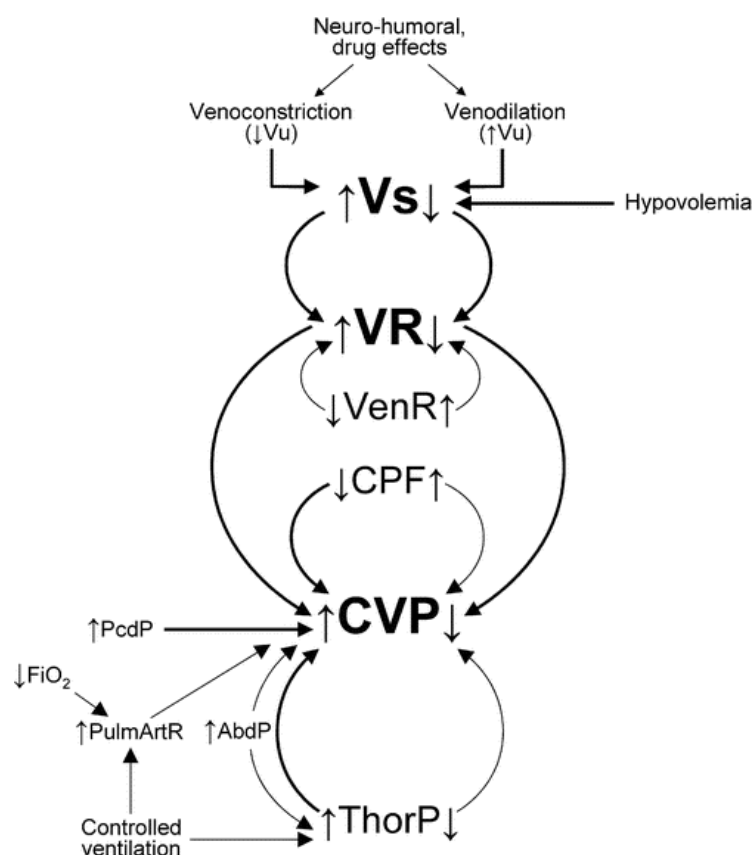 Neuro-humoral,
drug effects
Venoconstriction
(↓Vu)
Venodilation
(↑Vu)
↑Vs↓
Hypovolemia
↑VR↓
↓VenR↑
↓CPF↑
↑CVP↓
↑PcdP
↓FiO₂
↑PulmArtR
↑AbdP
↑ThorP↓
Controlled
ventilation